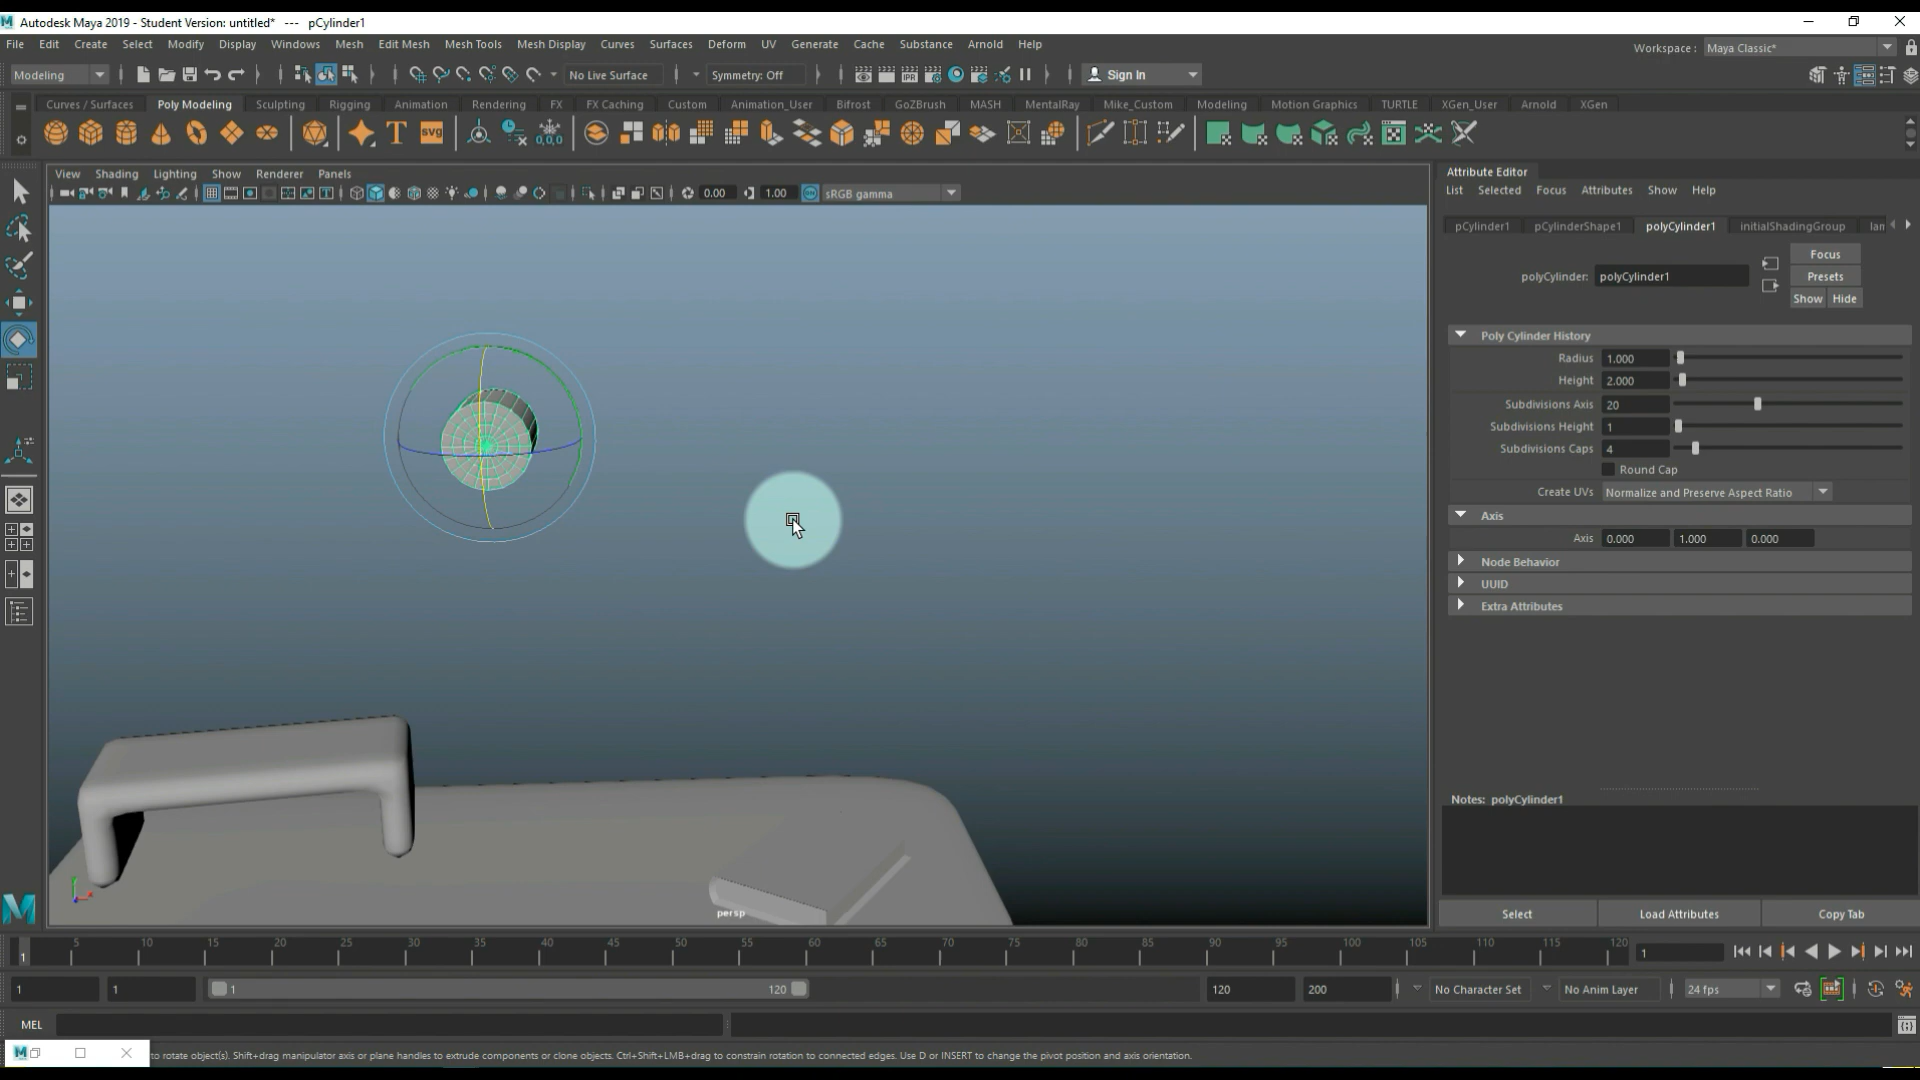 Autodesk Maya 2019 - Student Version: untitled* --- pCylinder1
File Edit Create Select Modify Display Windows Mesh Edit Mesh Mesh Tools Mesh Display Curves Surfaces Deform UV Generate Cache Substance Arnold Help
Workspace : Maya Classic*
Modeling No Live Surface Symmetry: Off Sign In
Curves / Surfaces Poly Modeling Sculpting Rigging Animation Rendering FX FX Caching Custom Animation_User Bifrost GoZBrush MASH MentalRay Mike_Custom Modeling Motion Graphics TURTLE XGen_User Arnold XGen
T SVG 0,0,0
View Shading Lighting Show Renderer Panels
0.00 1.00 sRGB gamma
Attribute Editor
List Selected Focus Attributes Show Help
pCylinder1 pCylinderShape1 polyCylinder1 initialShadingGroup lan
Focus
polyCylinder: polyCylinder1
Presets
Show Hide
Poly Cylinder History
Radius 1.000
Height 2.000
Subdivisions Axis 20
Subdivisions Height 1
Subdivisions Caps 4
Round Cap
Create UVs Normalize and Preserve Aspect Ratio
Axis
Axis 0.000 1.000 0.000
Node Behavior
UUID
Extra Attributes
Notes: polyCylinder1
persp
Select Load Attributes Copy Tab
5 10 15 20 25 30 35 40 45 50 55 60 65 70 75 80 85 90 95 100 105 110 115 120
1 1
1 1 1 120 120 200 No Character Set No Anim Layer 24 fps
MEL
to rotate object(s). Shift+drag manipulator axis or plane handles to extrude components or clone objects. Ctrl+Shift+LMB+drag to constrain rotation to connected edges. Use D or INSERT to change the pivot position and axis orientation.